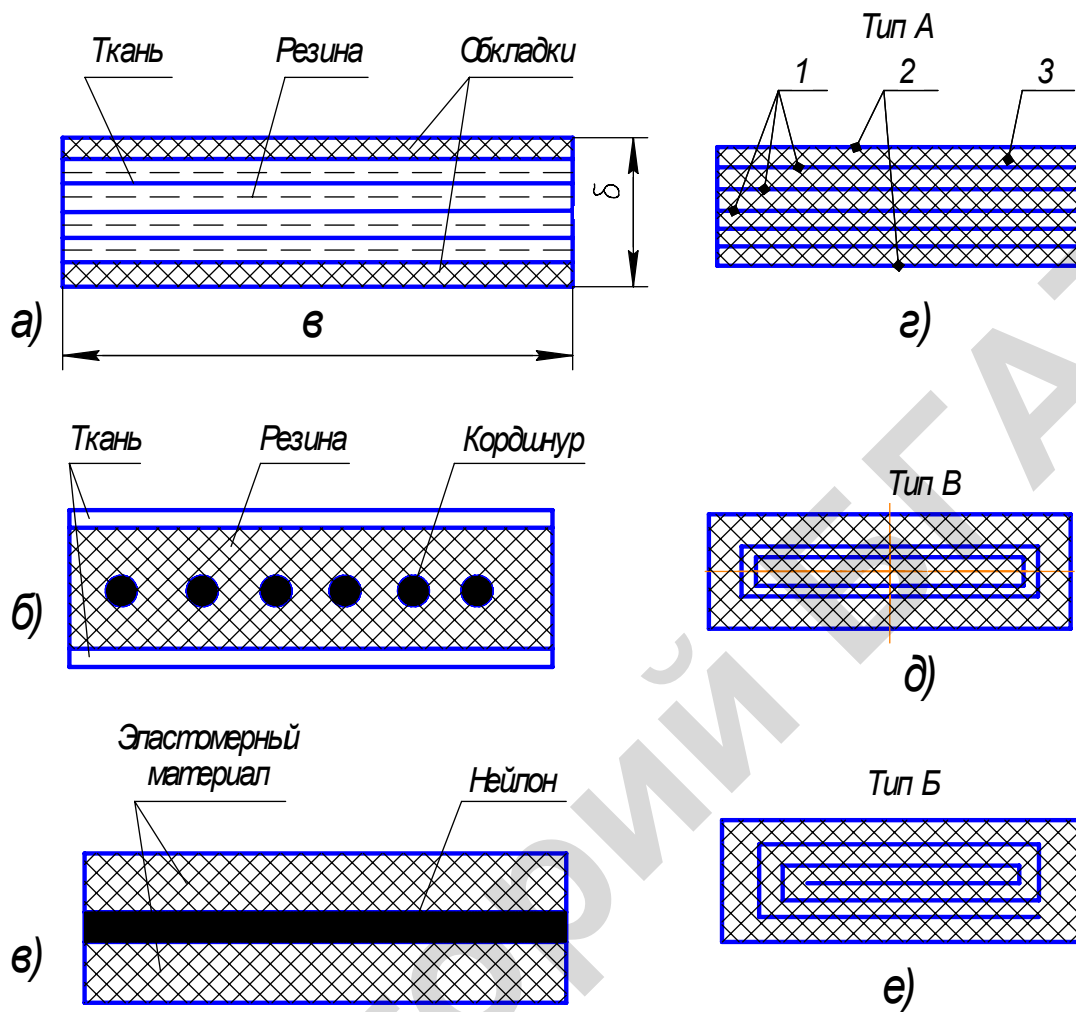 Ткань Резина Обкладки
δ
в
а)
Тип А
1 2 3
г)
Ткань Резина Кордшнур
б)
Тип В
д)
Эластомерный
материал
Нейлон
в)
Тип Б
е)